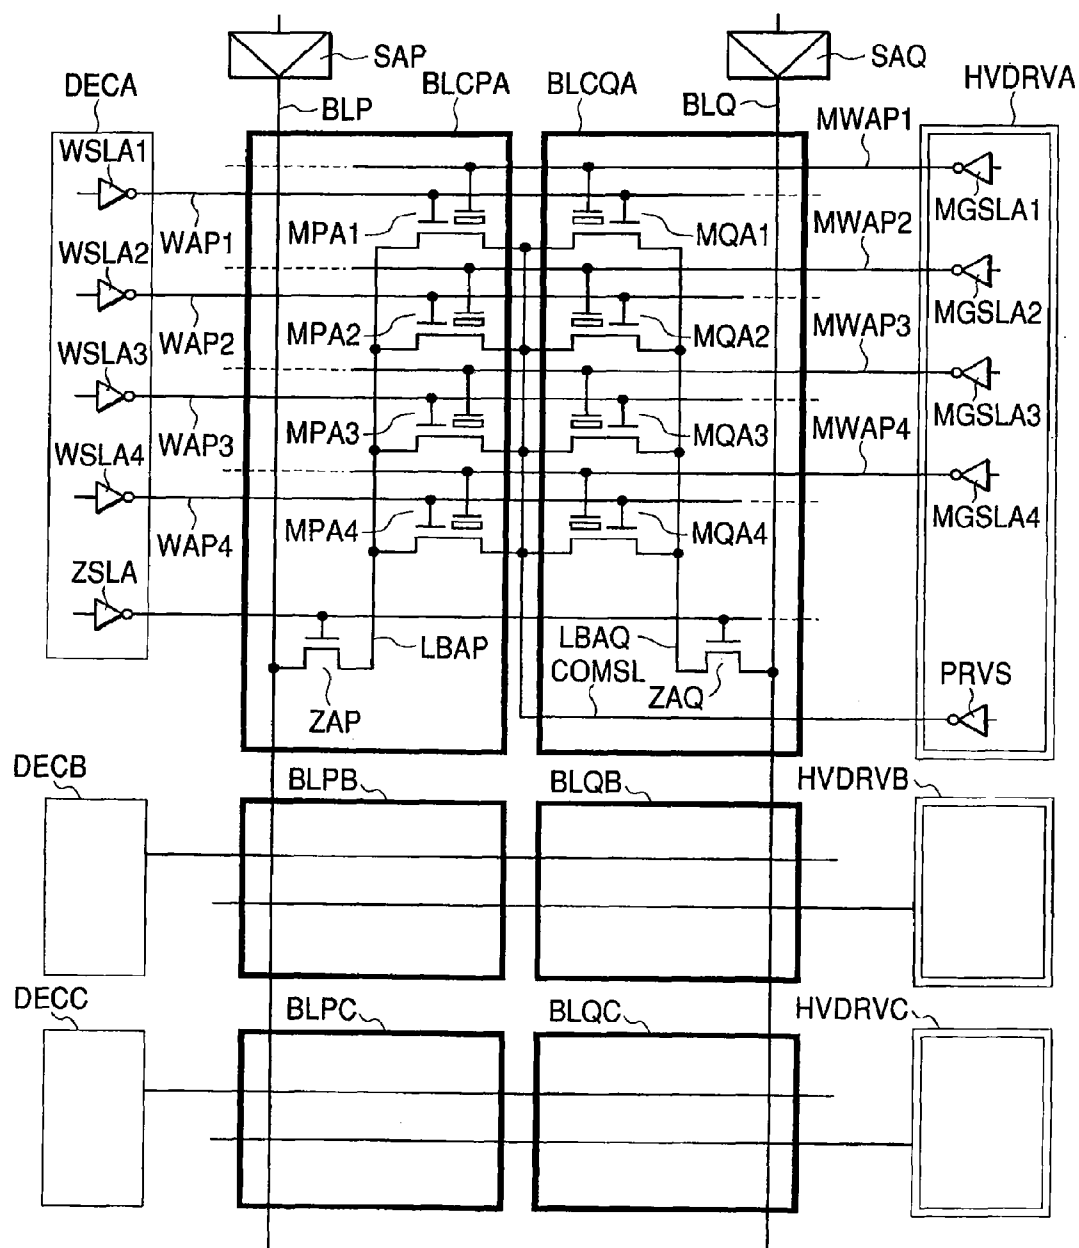 SAP
SAQ
DECA
BLCPA
BLCQA
HVDRVA
BLP
BLQ
MWAP1
WSLA1
WAP1
MPA1
MQA1
MGSLA1
MWAP2
WSLA2
WAP2
MPA2
MQA2
MGSLA2
MWAP3
WSLA3
WAP3
MPA3
MQA3
MGSLA3
MWAP4
WSLA4
WAP4
MPA4
MQA4
MGSLA4
ZSLA
LBAP
LBAQ
COMSL
ZAP
ZAQ
PRVS
DECB
BLPB
BLQB
HVDRVB
DECC
BLPC
BLQC
HVDRVC